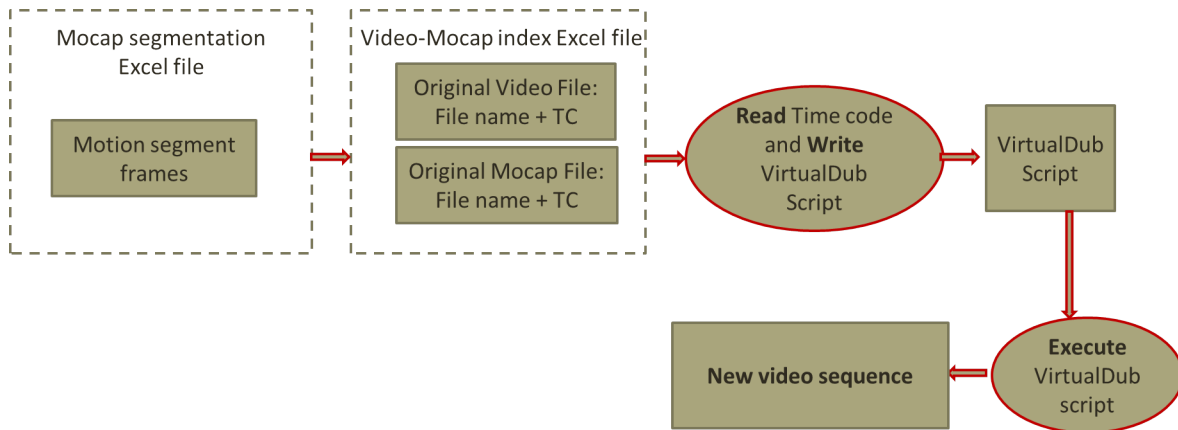 Mocap segmentation
Excel file
Motion segment
frames
Video-Mocap index Excel file
Original Video File:
File name + TC
Original Mocap File:
File name + TC
Read Time code
and Write
VirtualDub
Script
VirtualDub
Script
Execute
VirtualDub
script
New video sequence